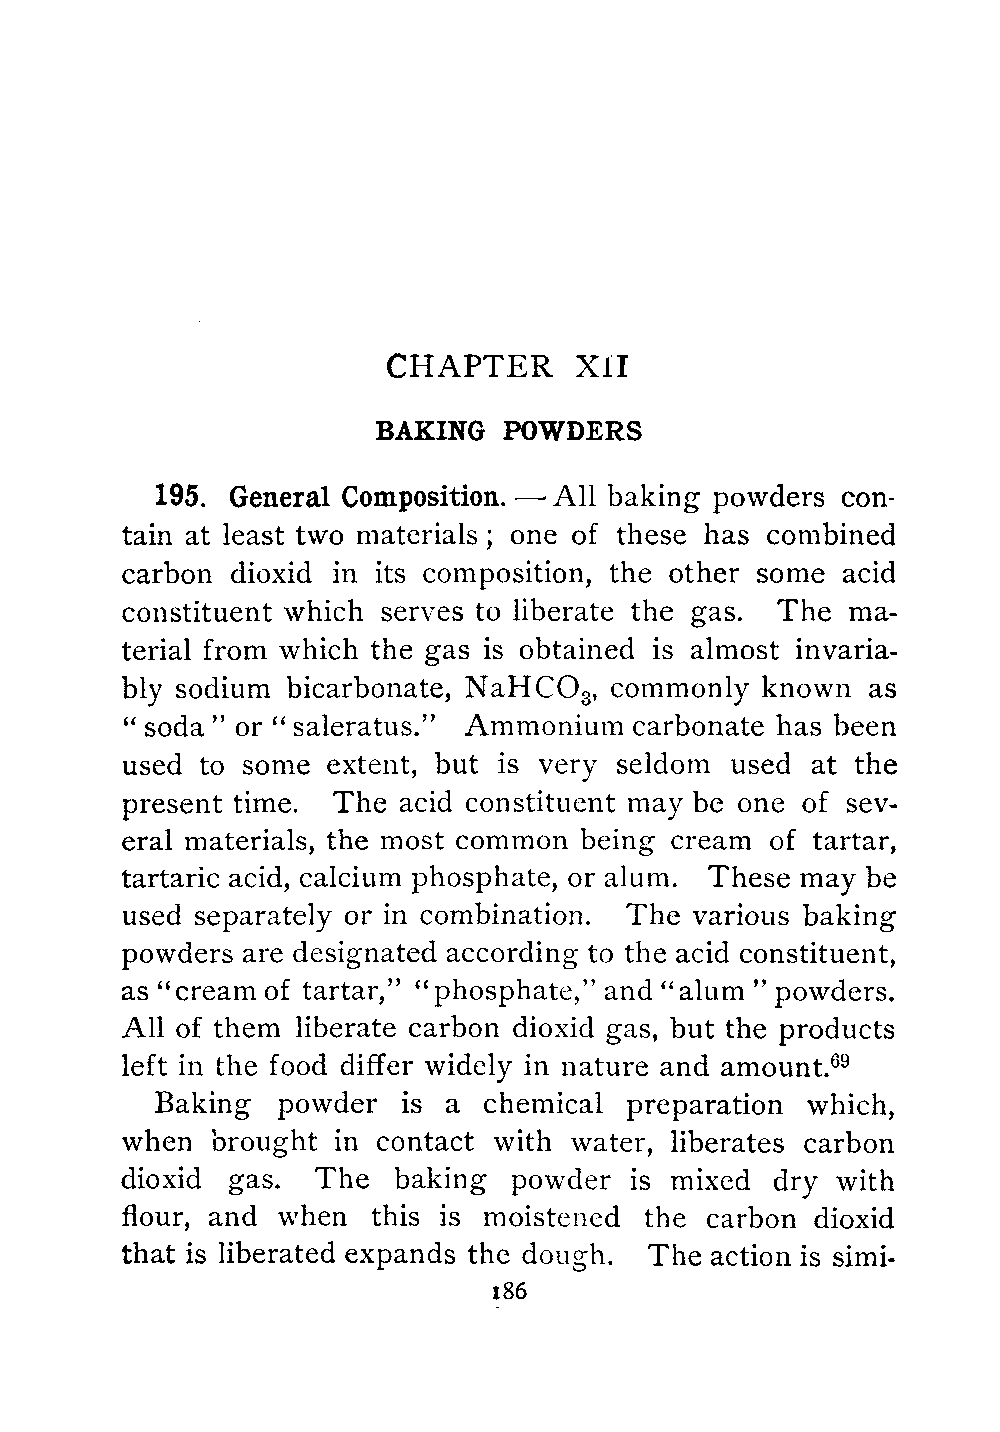 CHAPTER XII
BAKING POWDERS
195. General Composition. — All baking powders con-
tain at least two materials; one of these has combined
carbon dioxid in its composition, the other some acid
constituent which serves to liberate the gas. The ma-
terial from which the gas is obtained is almost invaria-
bly sodium bicarbonate, NaHCO₃, commonly known as
"soda" or "saleratus." Ammonium carbonate has been
used to some extent, but is very seldom used at the
present time. The acid constituent may be one of sev-
eral materials, the most common being cream of tartar,
tartaric acid, calcium phosphate, or alum. These may be
used separately or in combination. The various baking
powders are designated according to the acid constituent,
as "cream of tartar," "phosphate," and "alum" powders.
All of them liberate carbon dioxid gas, but the products
left in the food differ widely in nature and amount.⁶⁹
Baking powder is a chemical preparation which,
when brought in contact with water, liberates carbon
dioxid gas. The baking powder is mixed dry with
flour, and when this is moistened the carbon dioxid
that is liberated expands the dough. The action is simi-
186